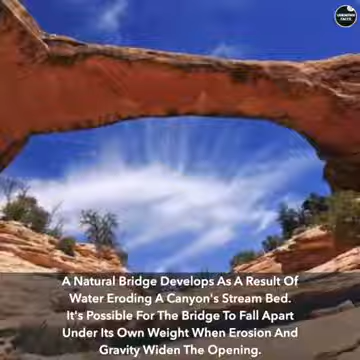 A Natural Bridge Develops As A Result Of
Water Eroding A Canyon's Stream Bed.
It's Possible For The Bridge To Fall Apart
Under Its Own Weight When Erosion And
Gravity Widen The Opening.